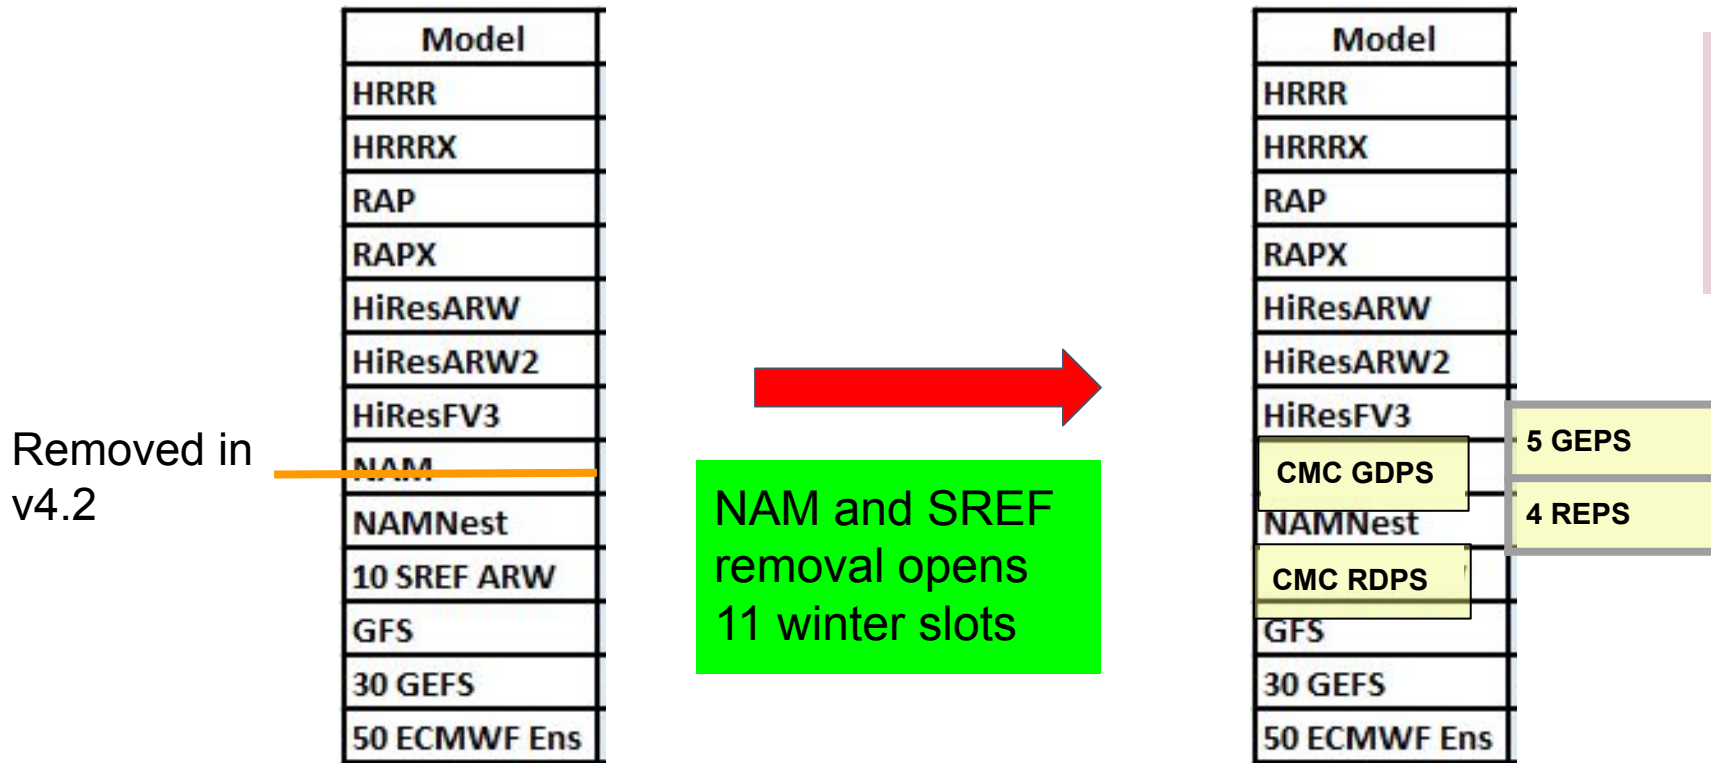 Model
HRRR
HRRRX
RAP
RAPX
HiResARW
HiResARW2
HiResFV3
NAM
NAMNest
10 SREF ARW
GFS
30 GEFS
50 ECMWF Ens
Removed in
v4.2
NAM and SREF
removal opens
11 winter slots
Model
HRRR
HRRRX
RAP
RAPX
HiResARW
HiResARW2
HiResFV3
CMC GDPS
NAMNest
CMC RDPS
GFS
30 GEFS
50 ECMWF Ens
5 GEPS
4 REPS